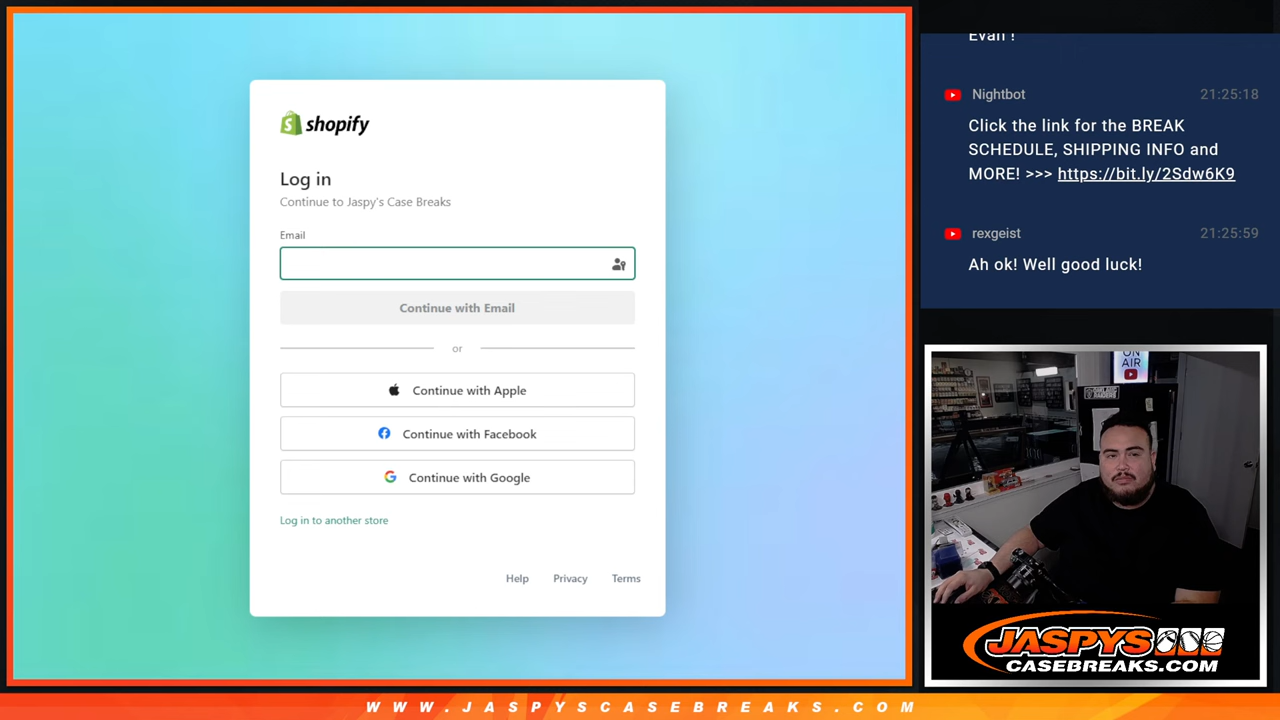 shopify
Log in
Continue to Jaspy's Case Breaks
Email
Continue with Email
or
Continue with Apple
Continue with Facebook
Continue with Google
Log in to another store
Help Privacy Terms
Evan !
Nightbot 21:25:18
Click the link for the BREAK
SCHEDULE, SHIPPING INFO and
MORE! >>> https://bit.ly/2Sdw6K9
rexgeist 21:25:59
Ah ok! Well good luck!
ON
AIR
RAIDERS
JASPYS
CASEBREAKS.COM
WWW.JASPYSCASEBREAKS.COM